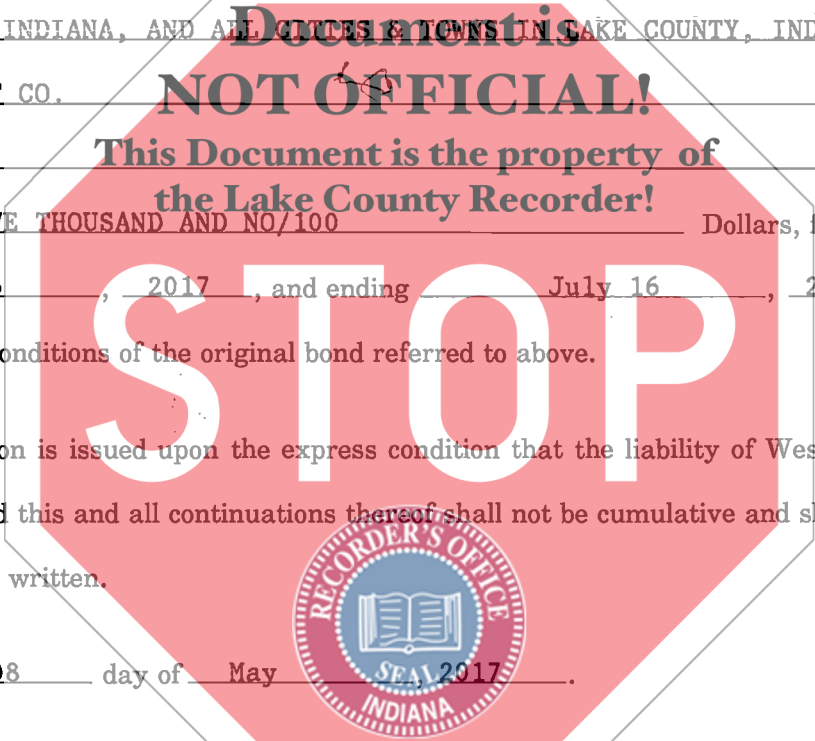 INDIANA, AND ALL CITIES & TOWNS IN LAKE COUNTY, IND
Document is
CO.
NOT OFFICIAL!
This Document is the property of
the Lake County Recorder!
E THOUSAND AND NO/100 Dollars, f
, 2017 , and ending July 16 , 2
STOP
onditions of the original bond referred to above.
on is issued upon the express condition that the liability of Wes
d this and all continuations thereof shall not be cumulative and sh
written.
RECORDER'S OFFICE
SEAL
INDIANA
8 day of May , 2017 .